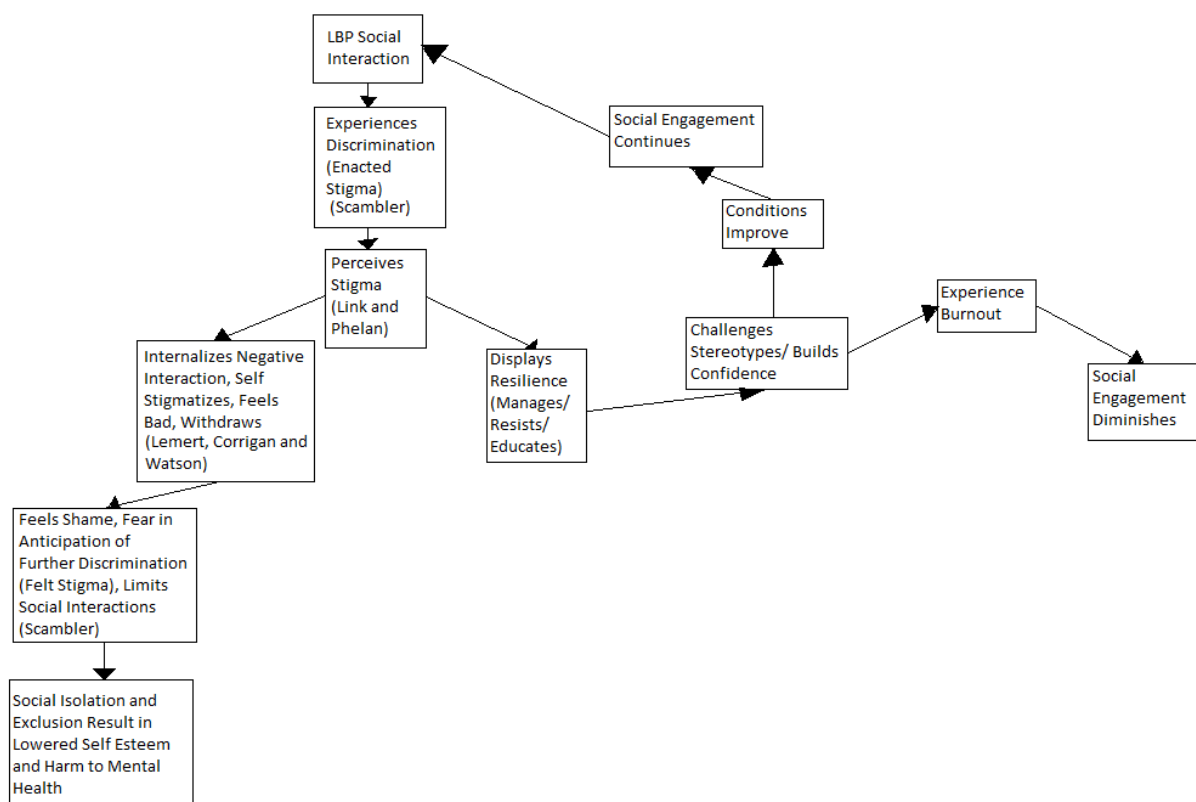 LBP Social
Interaction
Experiences
Discrimination
(Enacted
Stigma)
(Scambler)
Perceives
Stigma
(Link and
Phelan)
Internalizes Negative
Interaction, Self
Stigmatizes, Feels
Bad, Withdraws
(Lemert, Corrigan and
Watson)
Feels Shame, Fear in
Anticipation of
Further Discrimination
(Felt Stigma), Limits
Social Interactions
(Scambler)
Social Isolation and
Exclusion Result in
Lowered Self Esteem
and Harm to Mental
Health
Displays
Resilience
(Manages/
Resists/
Educates)
Challenges
Stereotypes/ Builds
Confidence
Conditions
Improve
Social Engagement
Continues
Experience
Burnout
Social
Engagement
Diminishes